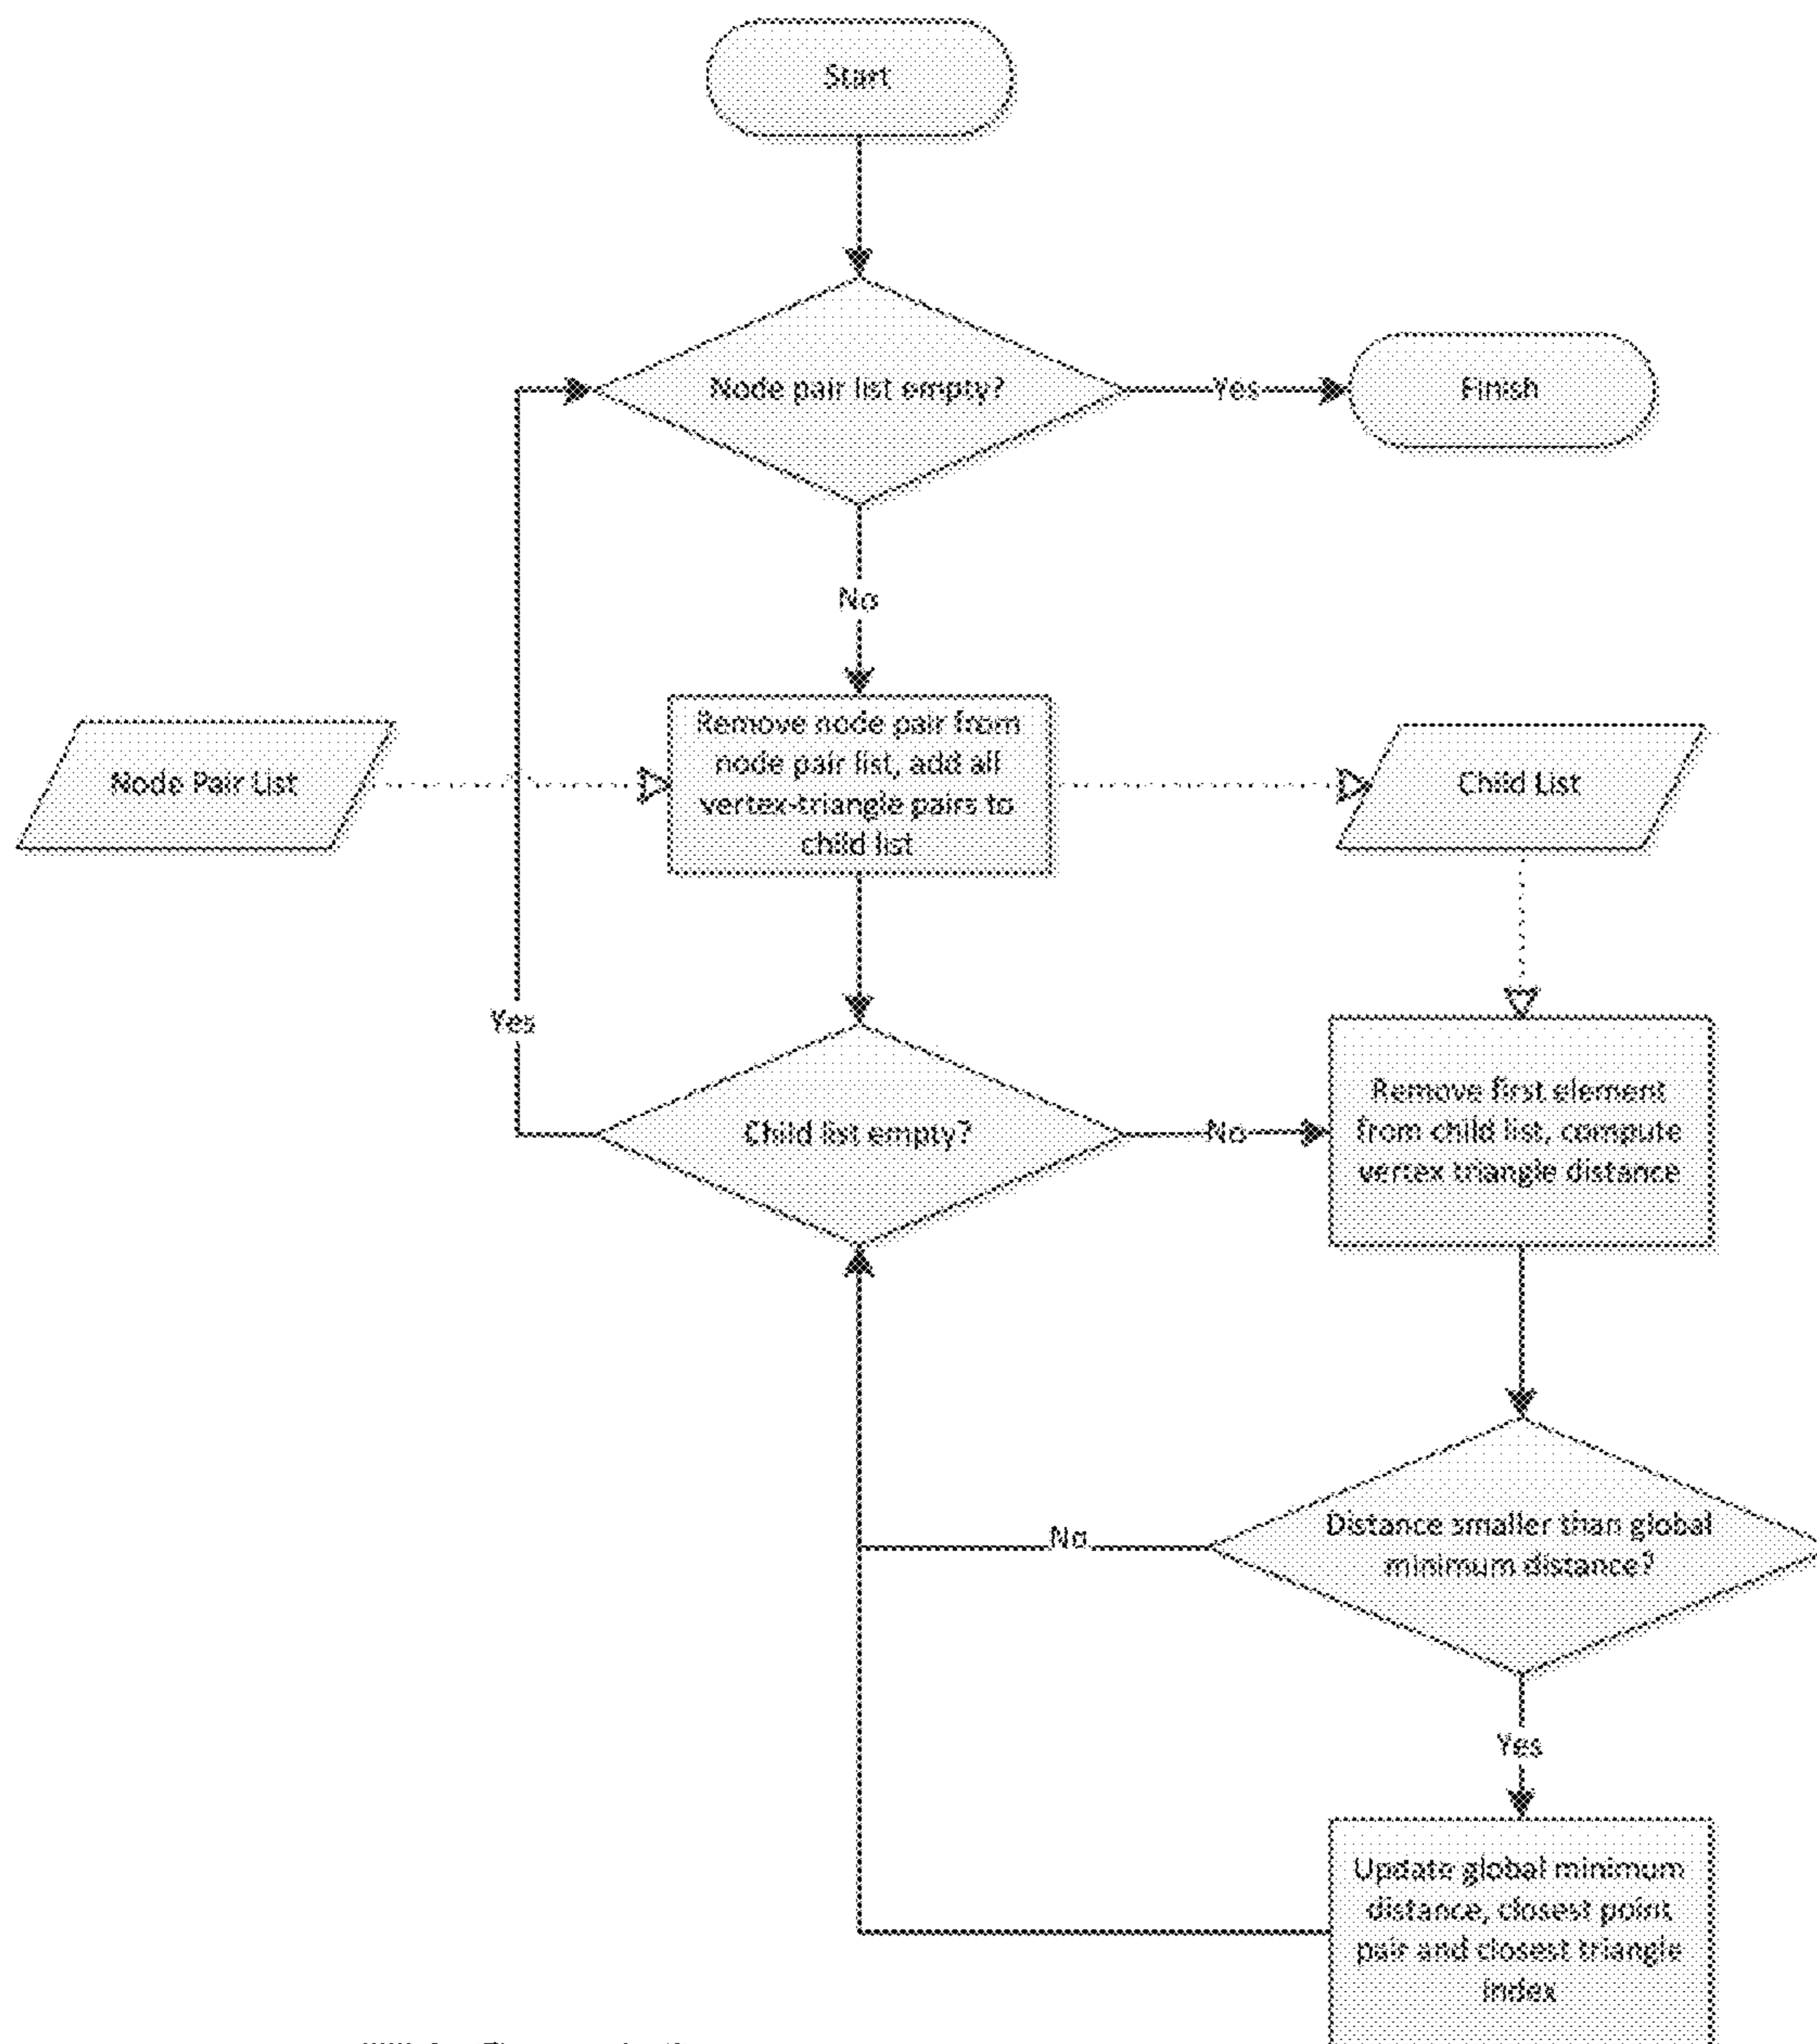 Start
Node pair list empty?
Yes
Finish
No
Remove node pair from
node pair list, add all
vertex-triangle pairs to
child list
Node Pair List
Child List
Yes
Child list empty?
No
Remove first element
from child list, compute
vertex triangle distance
Distance smaller than global
minimum distance?
No
Yes
Update global minimum
distance, closest point
pair and closest triangle
index